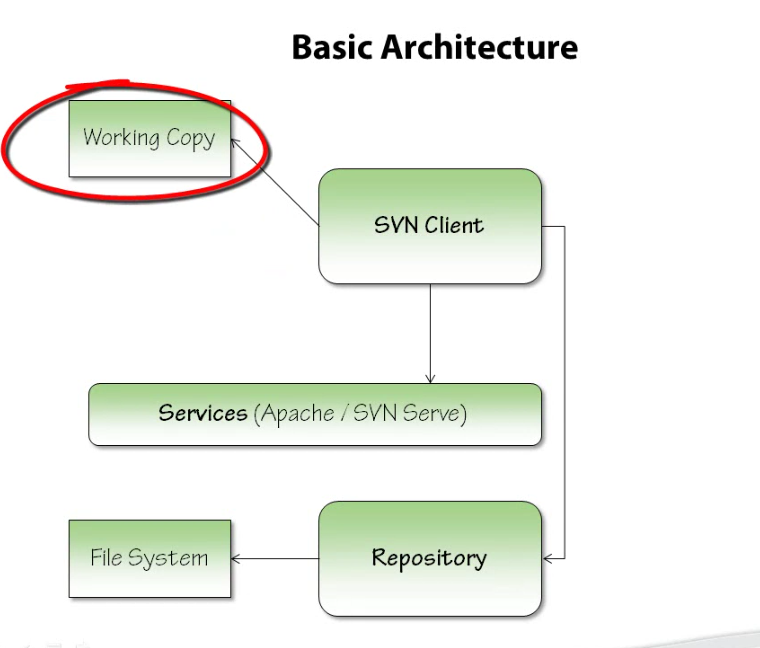 Basic Architecture
Working Copy
SVN Client
Services (Apache / SVN Serve)
File System
Repository